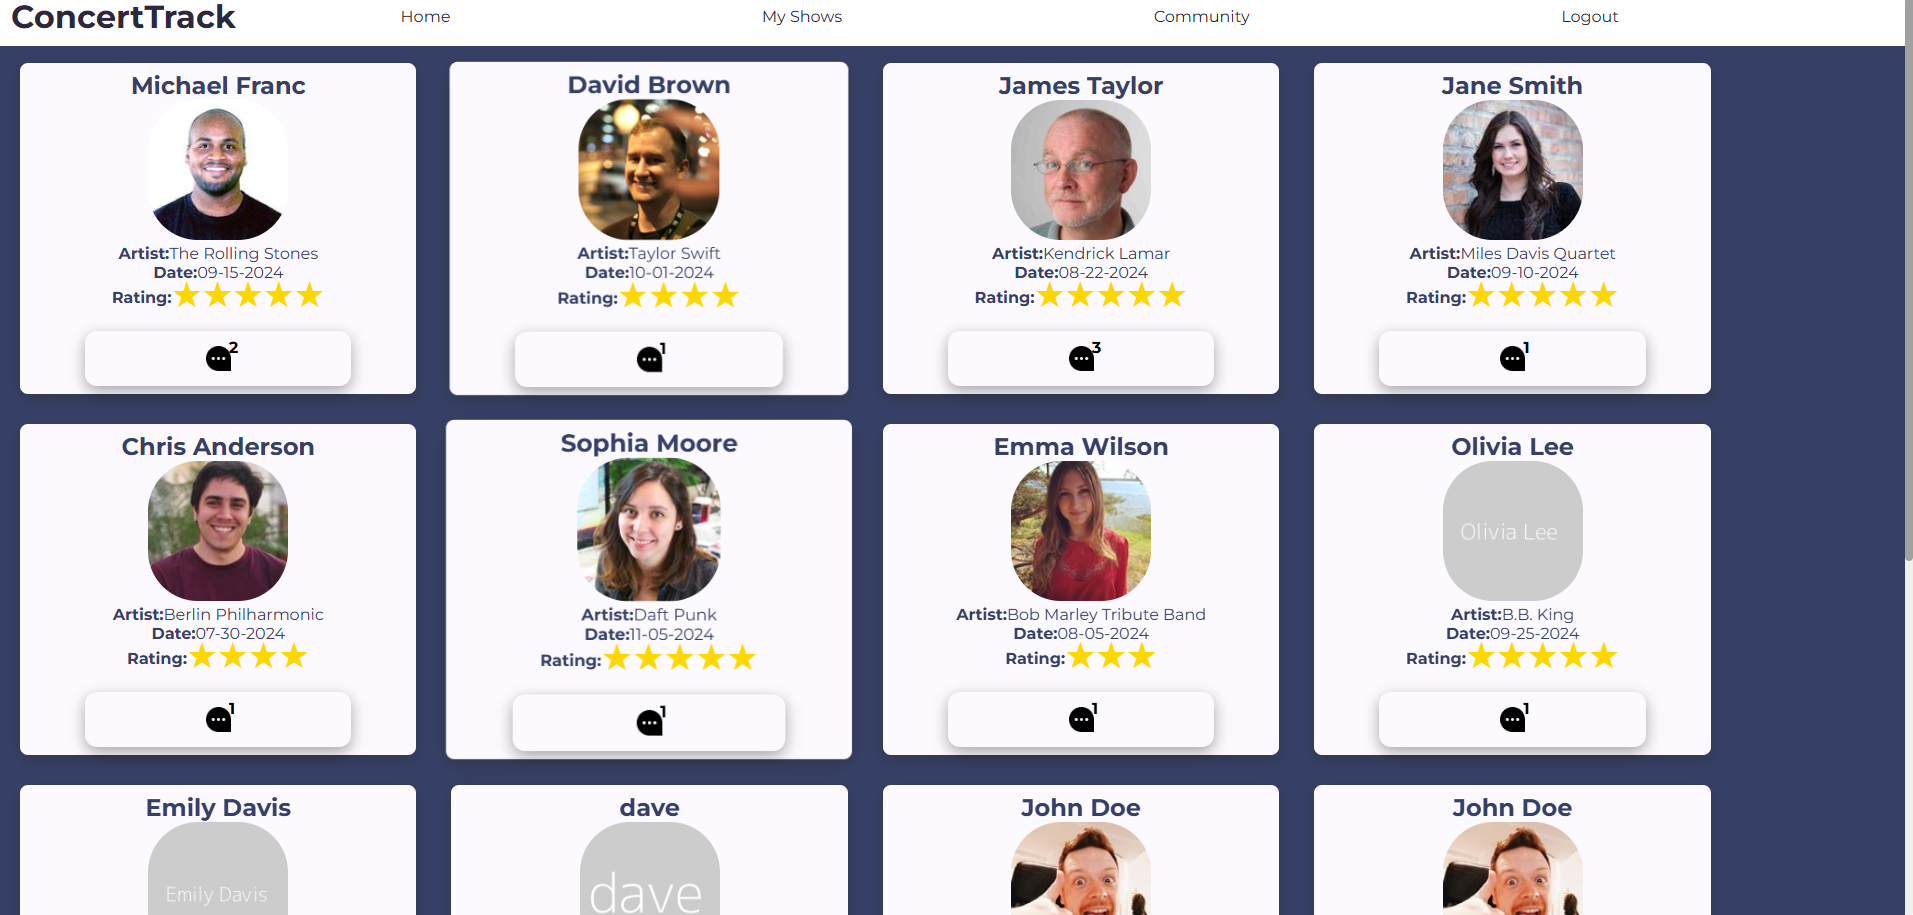 ConcertTrack
Home
My Shows
Community
Logout
Michael Franc
Artist:The Rolling Stones
Date:09-15-2024
Rating:
2
David Brown
Artist:Taylor Swift
Date:10-01-2024
Rating:
1
James Taylor
Artist:Kendrick Lamar
Date:08-22-2024
Rating:
3
Jane Smith
Artist:Miles Davis Quartet
Date:09-10-2024
Rating:
1
Chris Anderson
Artist:Berlin Philharmonic
Date:07-30-2024
Rating:
1
Sophia Moore
Artist:Daft Punk
Date:11-05-2024
Rating:
1
Emma Wilson
Artist:Bob Marley Tribute Band
Date:08-05-2024
Rating:
1
Olivia Lee
Olivia Lee
Artist:B.B. King
Date:09-25-2024
Rating:
1
Emily Davis
Emily Davis
dave
dave
John Doe
John Doe